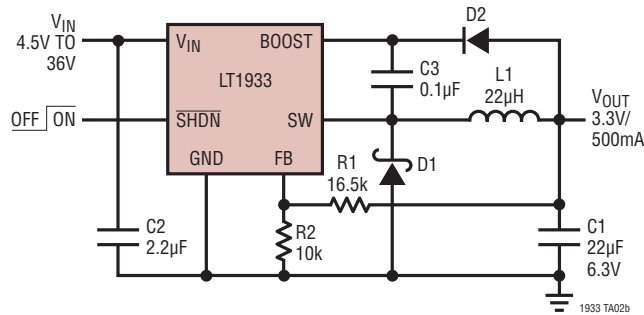 VIN
4.5V TO
36V
OFF ON
VIN
BOOST
LT1933
SHDN
SW
GND
FB
D2
C3
0.1µF
L1
22µH
VOUT
3.3V/
500mA
R1
16.5k
D1
C2
2.2µF
R2
10k
C1
22µF
6.3V
1933 TA02b